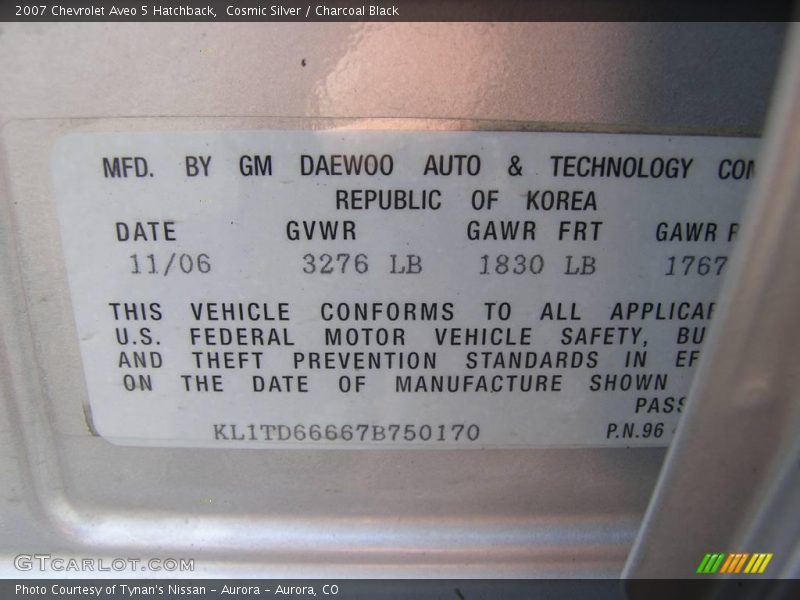 2007 Chevrolet Aveo 5 Hatchback,  Cosmic Silver / Charcoal Black
MFD. BY GM DAEWOO AUTO & TECHNOLOGY
REPUBLIC OF KOREA
DATE GVWR GAWR FRT GAWR
11/06 3276 LB 1830 LB 1767
THIS VEHICLE CONFORMS TO ALL
U.S. FEDERAL MOTOR VEHICLE SAFETY,
AND THEFT PREVENTION STANDARDS IN
ON THE DATE OF MANUFACTURE SHOWN
PASS
KL1TD66667B750170 P.N.96
GTCARLOT.COM
Photo Courtesy of Tynan's Nissan – Aurora – Aurora, CO